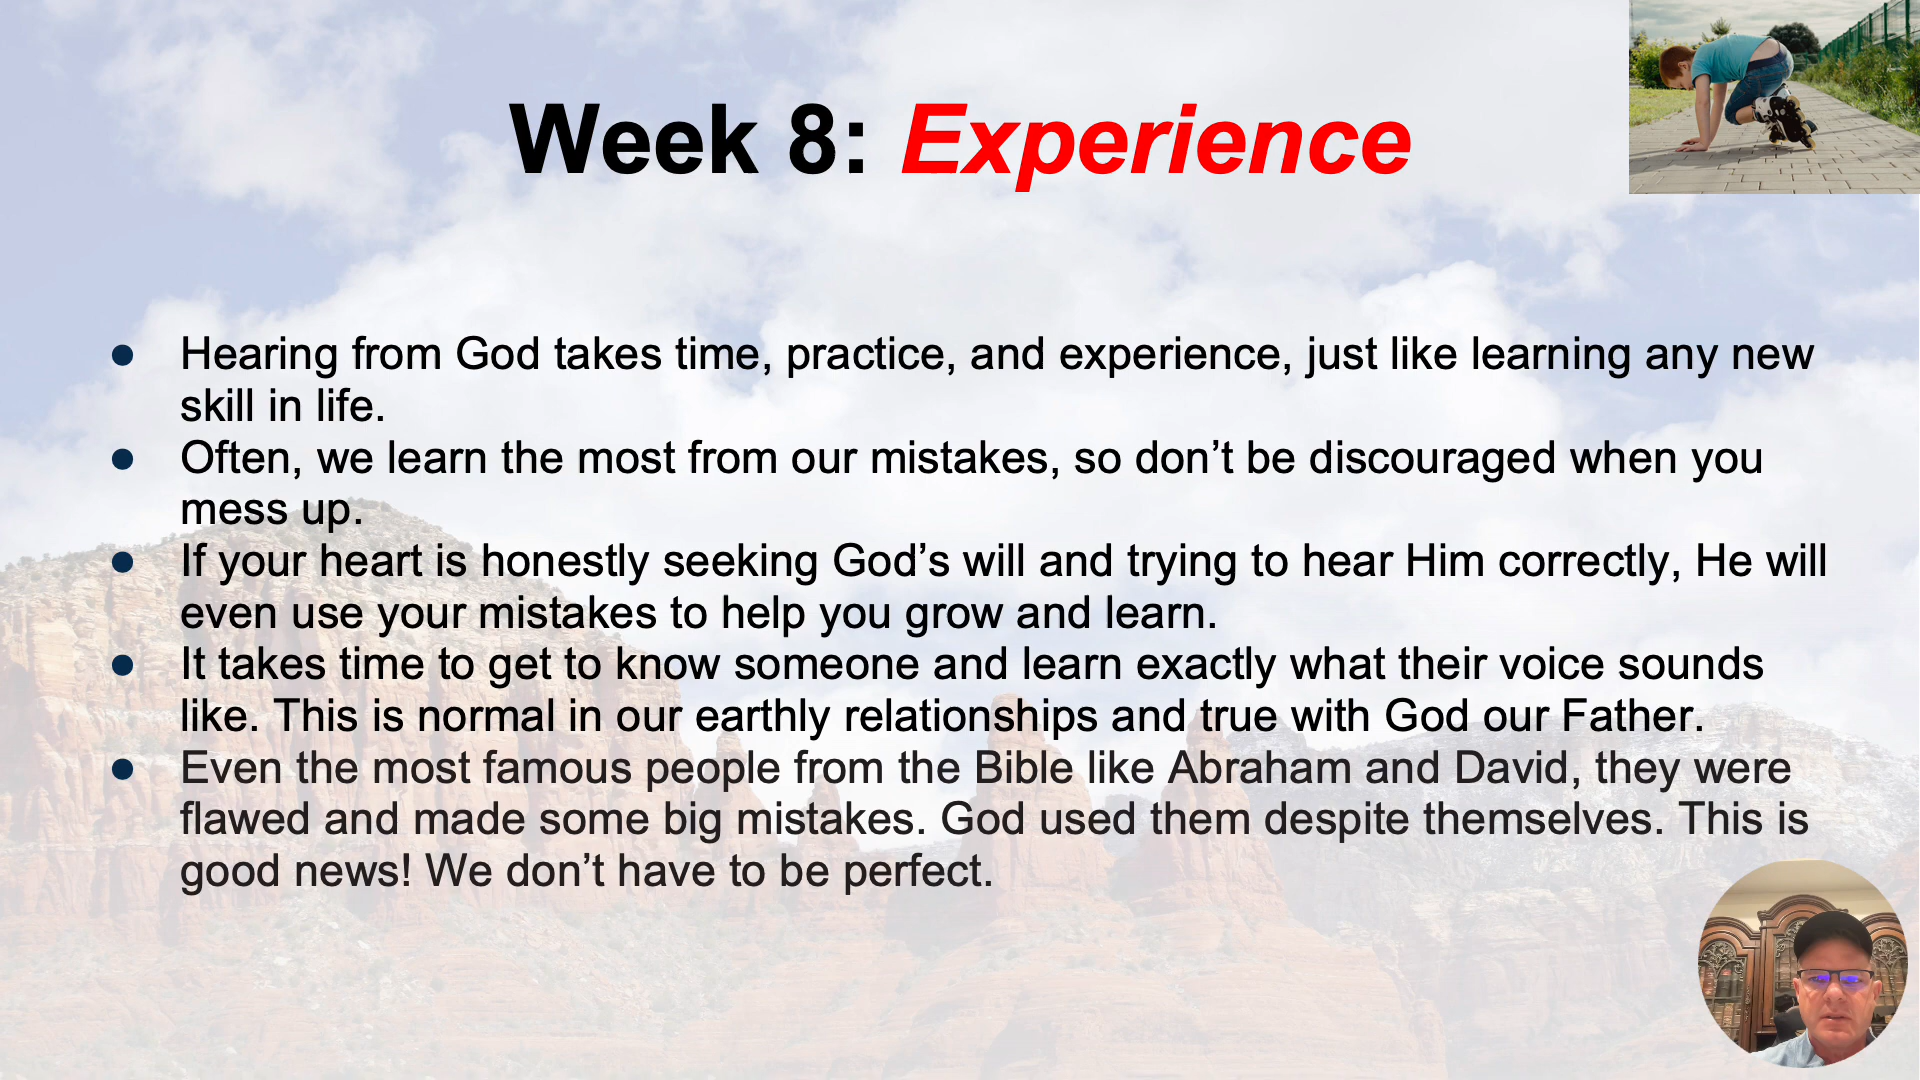 Week 8: Experience
● Hearing from God takes time, practice, and experience, just like learning any new
skill in life.
● Often, we learn the most from our mistakes, so don’t be discouraged when you
mess up.
● If your heart is honestly seeking God’s will and trying to hear Him correctly, He will
even use your mistakes to help you grow and learn.
● It takes time to get to know someone and learn exactly what their voice sounds
like. This is normal in our earthly relationships and true with God our Father.
● Even the most famous people from the Bible like Abraham and David, they were
flawed and made some big mistakes. God used them despite themselves. This is
good news! We don’t have to be perfect.